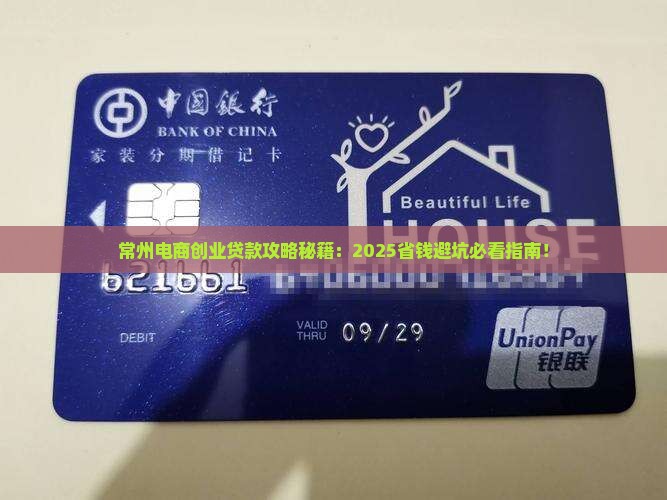 中国银行
BANK OF CHINA
家装分期借记卡
Beautiful Life
HOUSE
常州电商创业贷款攻略秘籍：2025省钱避坑必看指南！
DEBIT
VALID
THRU
09/29
UnionPay
银联